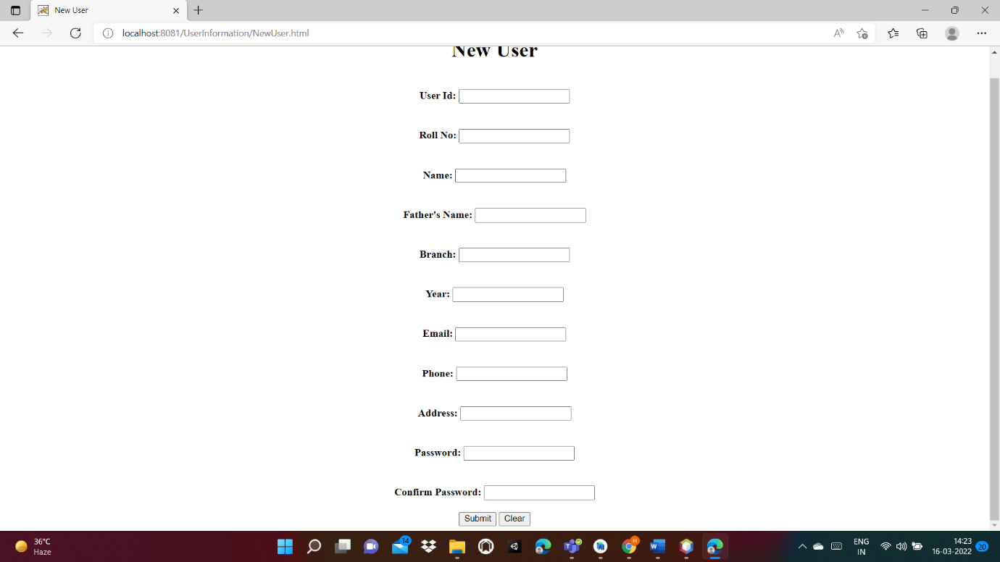 New User
localhost:8081/UserInformation/NewUser.html
New User
User Id:
Roll No:
Name:
Father's Name:
Branch:
Year:
Email:
Phone:
Address:
Password:
Confirm Password:
Submit Clear
36°C
Haze
14
H
ENG
IN
14:23
16-03-2022
20